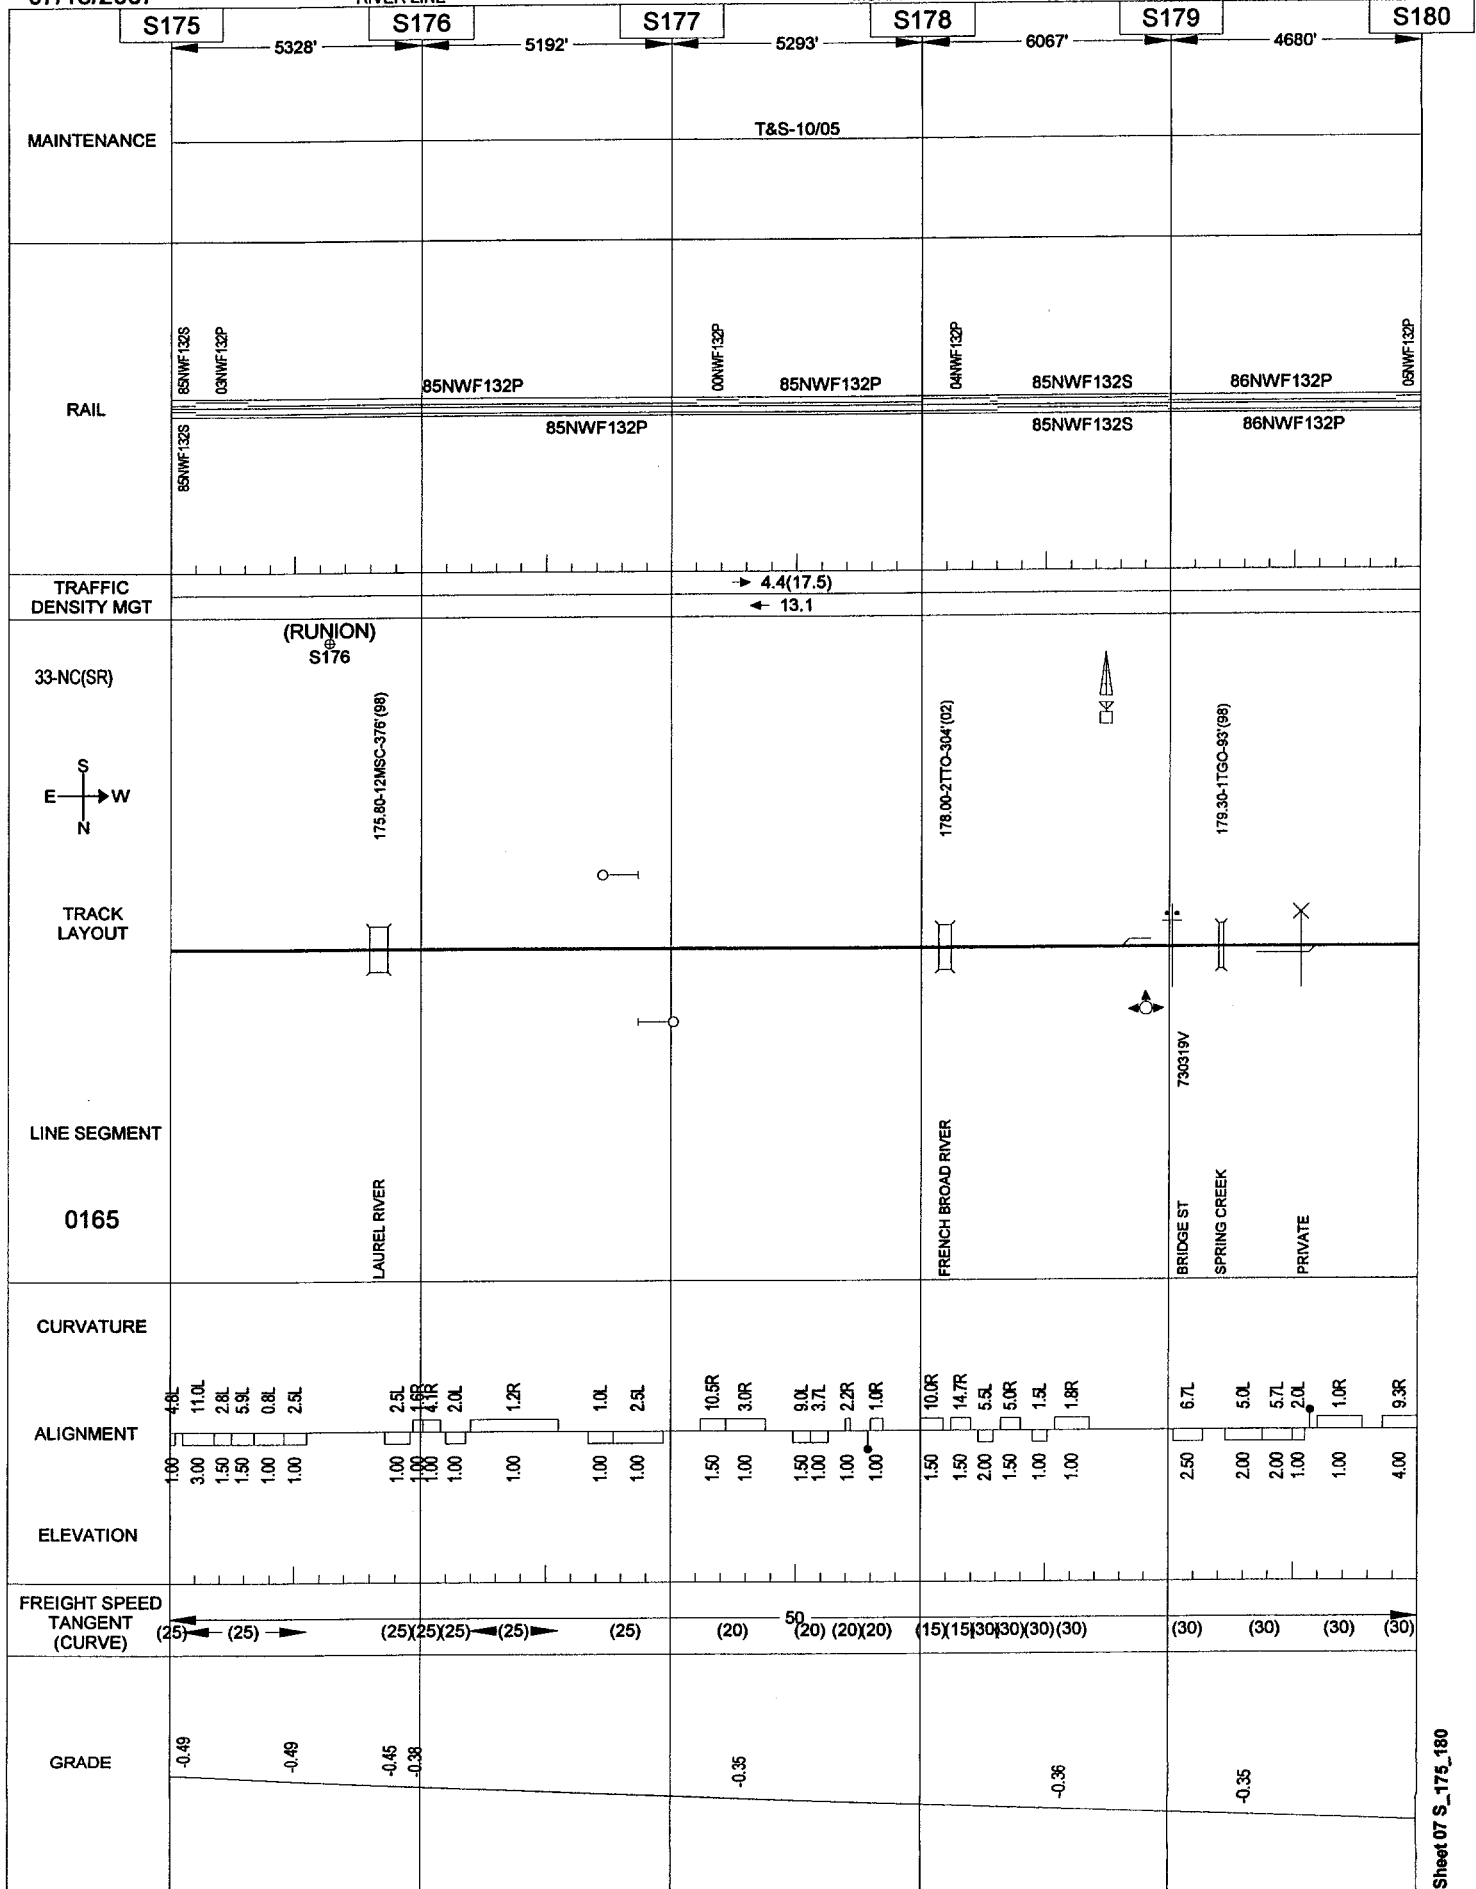 S175 S176 S177 S178 S179 S180
5328' 5192' 5293' 6067' 4680'
MAINTENANCE
T&S-10/05
RAIL
85NWF132S 03NWF132P 00NWF132P 04NWF132P 05NWF132P
85NWF132P 85NWF132P 85NWF132S 86NWF132P
85NWF132P 85NWF132S 86NWF132P
85NWF132S
TRAFFIC
DENSITY MGT
4.4(17.5)
13.1
(RUNION)
S176
33-NC(SR)
S
E W
N
175.80-12MSC-376'(98)
178.00-2TTO-304'(02)
179.30-1TGO-93'(98)
TRACK
LAYOUT
730319V
LINE SEGMENT
0165
LAUREL RIVER
FRENCH BROAD RIVER
BRIDGE ST
SPRING CREEK
PRIVATE
CURVATURE
4.8L 11.0L 2.8L 5.9L 0.8L 2.5L 2.5L 1.6R 4.1R 2.0L 1.2R 1.0L 2.5L 10.5R 3.0R 9.0L 3.7L 2.2R 1.0R 10.0R 14.7R 5.5L 5.0R 1.5L 1.8R 6.7L 5.0L 5.7L 2.0L 1.0R 9.3R
ALIGNMENT
1.00 3.00 1.50 1.50 1.00 1.00 1.00 1.00 1.00 1.00 1.00 1.00 1.00 1.50 1.00 1.50 1.00 1.00 1.00 1.50 1.50 2.00 1.50 1.00 1.00 2.50 2.00 2.00 1.00 1.00 4.00
ELEVATION
FREIGHT SPEED
TANGENT
(CURVE)
50
(25) (25) (25)(25)(25) (25) (25) (20) (20) (20)(20) (15)(15)(30)(30)(30)(30) (30) (30) (30) (30)
GRADE
-0.49 -0.49 -0.45 -0.38 -0.35 -0.36 -0.35
Sheet 07 S_175_180